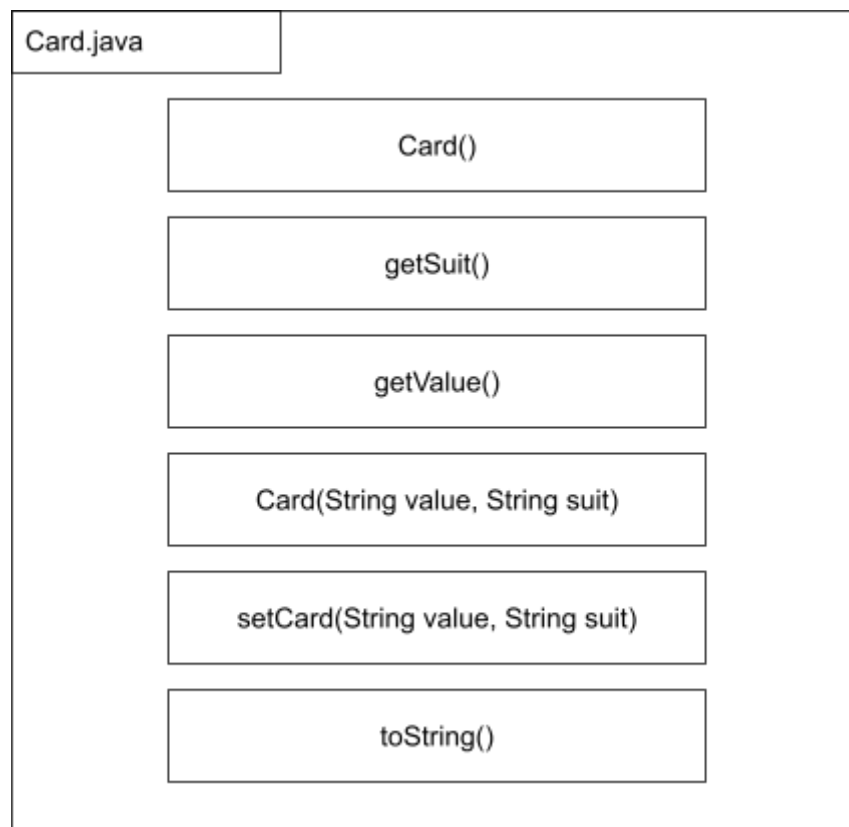 Card.java
Card()
getSuit()
getValue()
Card(String value, String suit)
setCard(String value, String suit)
toString()